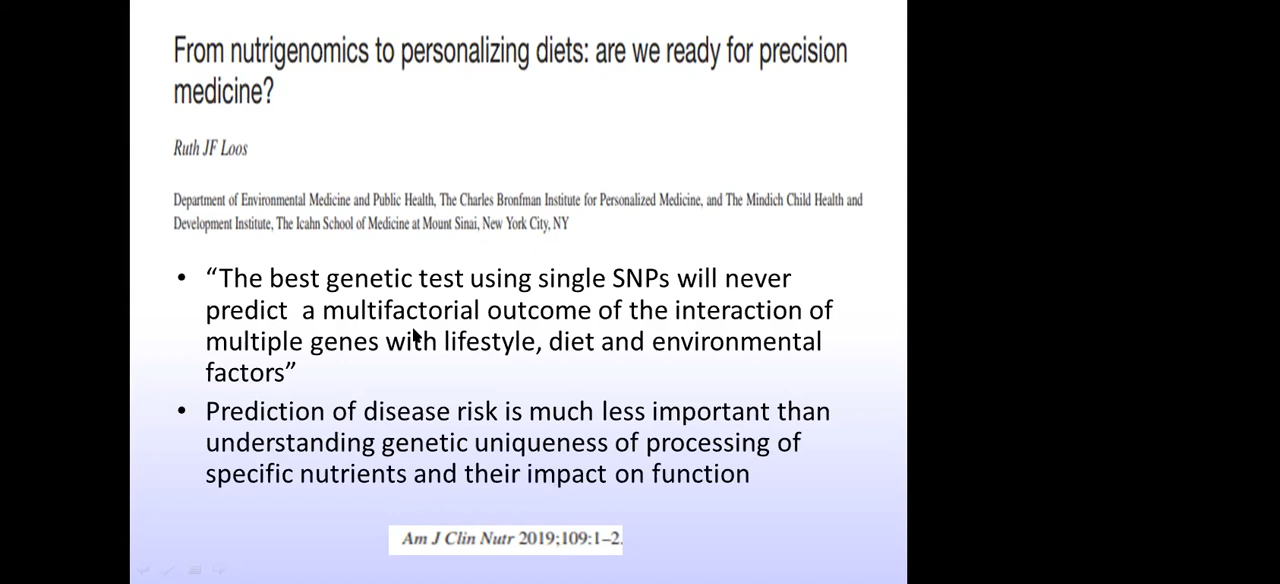 From nutrigenomics to personalizing diets: are we ready for precision
medicine?
Ruth JF Loos
Department of Environmental Medicine and Public Health, The Charles Bronfman Institute for Personalized Medicine, and The Mindich Child Health and
Development Institute, The Icahn School of Medicine at Mount Sinai, New York City, NY
• “The best genetic test using single SNPs will never
predict  a multifactorial outcome of the interaction of
multiple genes with lifestyle, diet and environmental
factors”
• Prediction of disease risk is much less important than
understanding genetic uniqueness of processing of
specific nutrients and their impact on function
Am J Clin Nutr 2019;109:1–2.